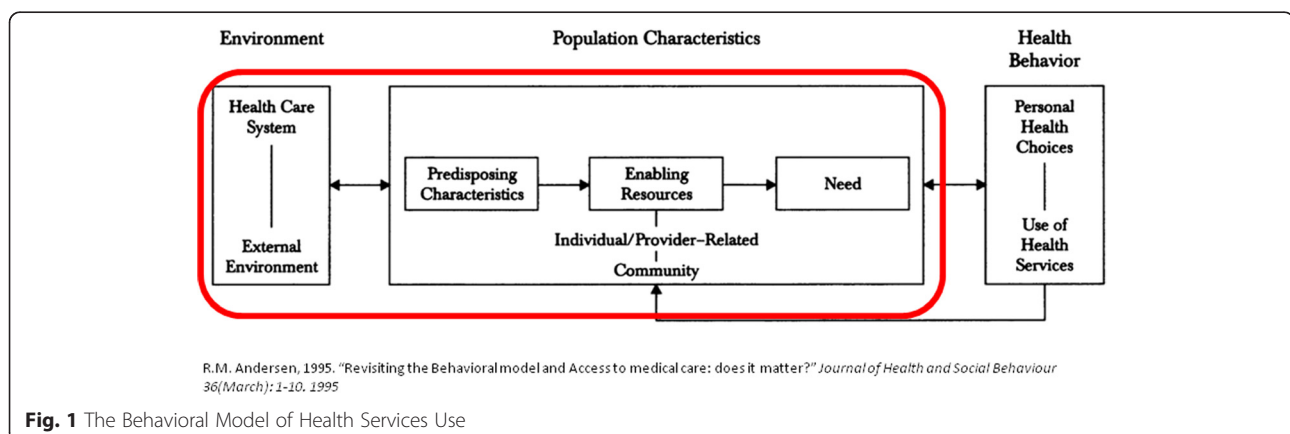 Environment
Population Characteristics
Health
Behavior
Health Care
System
External
Environment
Predisposing
Characteristics
Enabling
Resources
Need
Individual/Provider-Related
Community
Personal
Health
Choices
Use of
Health
Services
R.M. Andersen, 1995. “Revisiting the Behavioral model and Access to medical care: does it matter?” Journal of Health and Social Behaviour
36(March): 1-10. 1995
Fig. 1 The Behavioral Model of Health Services Use